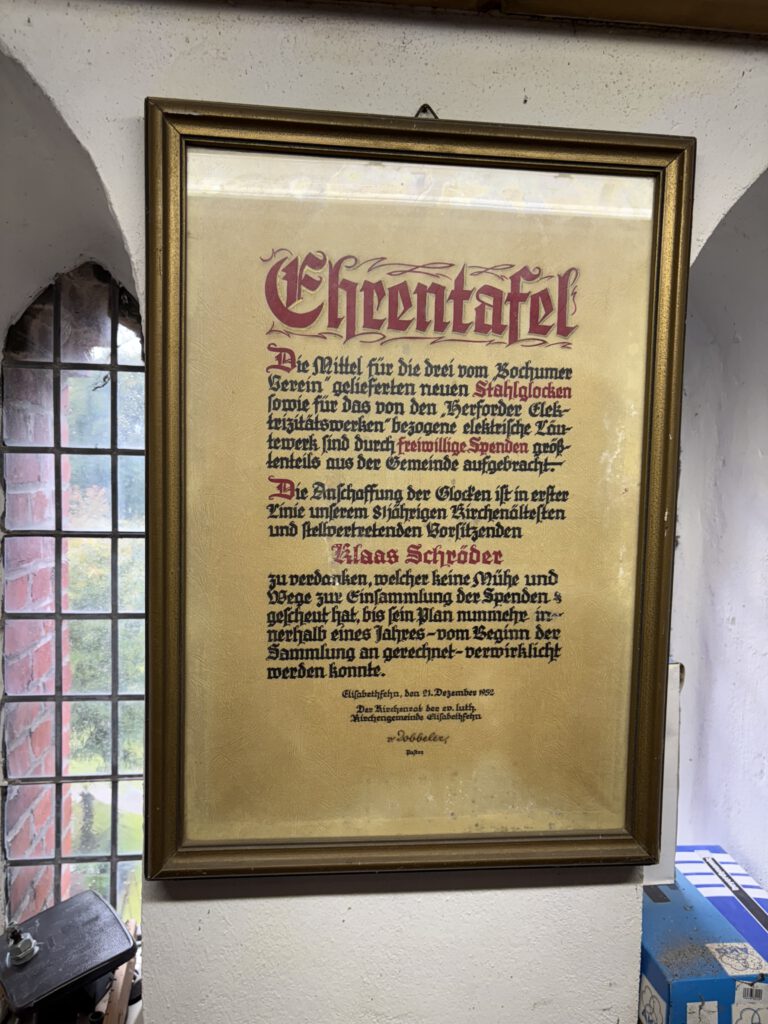 Ehrentafel
Die Mittel für die drei vom „Bochumer
Verein" gelieferten neuen Stahlglocken
sowie für das von den „Herforder Elek-
trizitätswerken" bezogene elektrische Läu-
tewerk sind durch freiwillige Spenden größ-
tenteils aus der Gemeinde aufgebracht.
Die Anschaffung der Glocken ist in erster
Linie unserem 81jährigen Kirchenältesten
und stellvertretenden Vorsitzenden
Klaas Schröder
zu verdanken, welcher keine Mühe und
Wege zur Einsammlung der Spenden
gescheut hat, bis sein Plan nunmehr in-
nerhalb eines Jahres - vom Beginn der
Sammlung an gerechnet - verwirklicht
werden konnte.
Elisabethfehn, den 21. Dezember 1952
Der Kirchenrat der ev. luth.
Kirchengemeinde Elisabethfehn
v Dobbeler,
Pastor